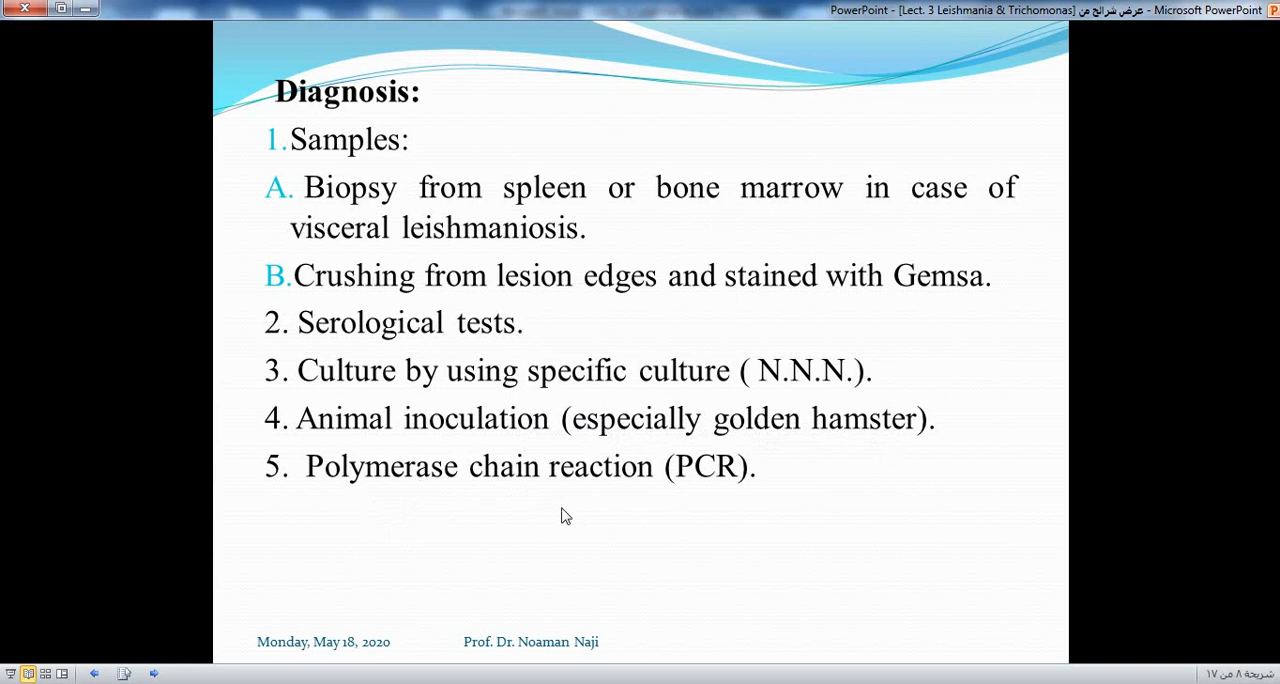 PowerPoint - [Lect. 3 Leishmania & Trichomonas] عرض شرائح من - Microsoft PowerPoint
Diagnosis:
1.Samples:
A. Biopsy from spleen or bone marrow in case of
visceral leishmaniosis.
B.Crushing from lesion edges and stained with Gemsa.
2. Serological tests.
3. Culture by using specific culture ( N.N.N.).
4. Animal inoculation (especially golden hamster).
5. Polymerase chain reaction (PCR).
Monday, May 18, 2020
Prof. Dr. Noaman Naji
شريحة ٨ من ١٧